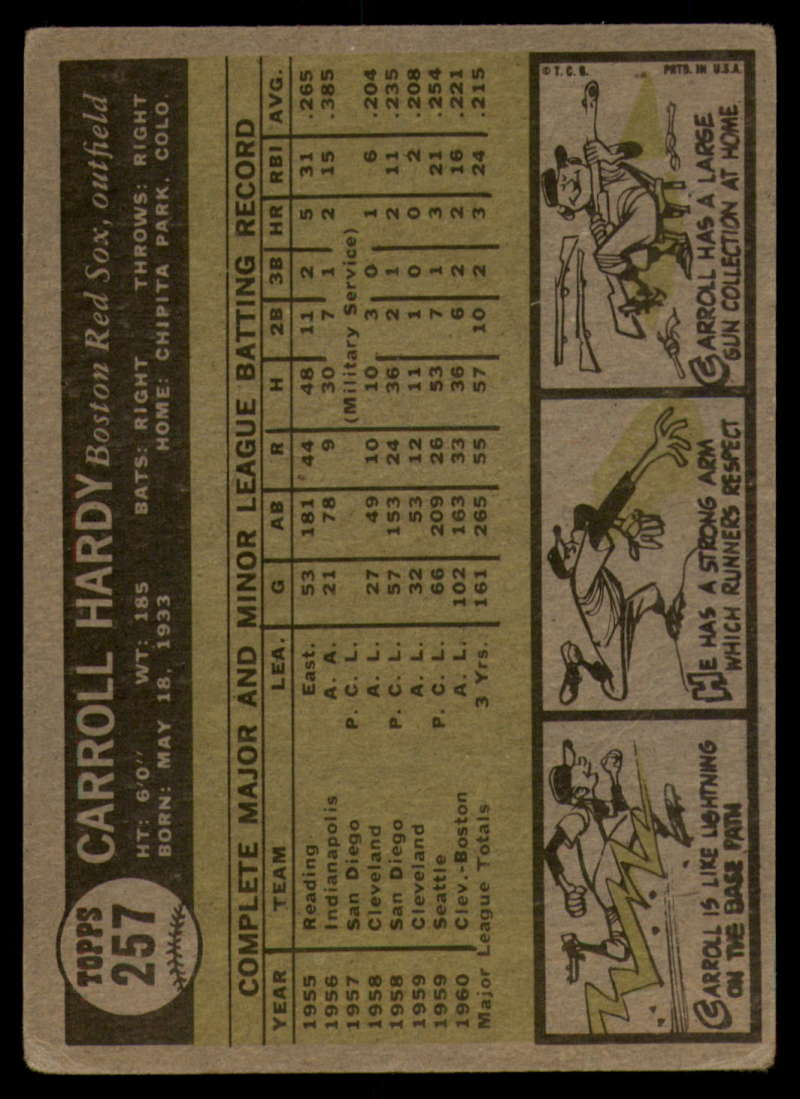 TOPPS
257
CARROLL HARDY Boston Red Sox, outfield
HT: 6'0" WT: 185 BATS: RIGHT THROWS: RIGHT
BORN: MAY 18, 1933 HOME: CHIPITA PARK, COLO.
COMPLETE MAJOR AND MINOR LEAGUE BATTING RECORD
YEAR TEAM LEA. G AB R H 2B 3B HR RBI AVG.
1955 Reading East. 53 181 44 48 11 2 5 31 .265
1956 Indianapolis A. A. 21 78 9 30 7 1 2 15 .385
1957 San Diego P. C. L. (Military Service)
1958 Cleveland A. L. 27 49 10 10 3 0 1 6 .204
1958 San Diego P. C. L. 57 153 24 36 2 1 2 11 .235
1959 Cleveland A. L. 32 53 12 11 1 0 0 2 .208
1959 Seattle P. C. L. 66 209 26 53 7 1 3 21 .254
1960 Clev.-Boston A. L. 102 163 33 36 6 2 2 16 .221
Major League Totals 3 Yrs. 161 265 55 57 10 2 3 24 .215
CARROLL IS LIKE LIGHTNING
ON THE BASE PATH
HE HAS A STRONG ARM
WHICH RUNNERS RESPECT
© T. C. G. PRTD. IN U.S.A.
CARROLL HAS A LARGE
GUN COLLECTION AT HOME.